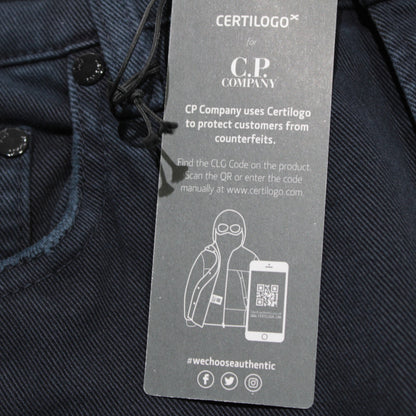 CERTILOGO
for
C.P.
COMPANY
CP Company uses Certilogo
to protect customers from
counterfeits.
Find the CLG Code on the product.
Scan the QR or enter the code
manually at www.certilogo.com.
#wechooseauthentic